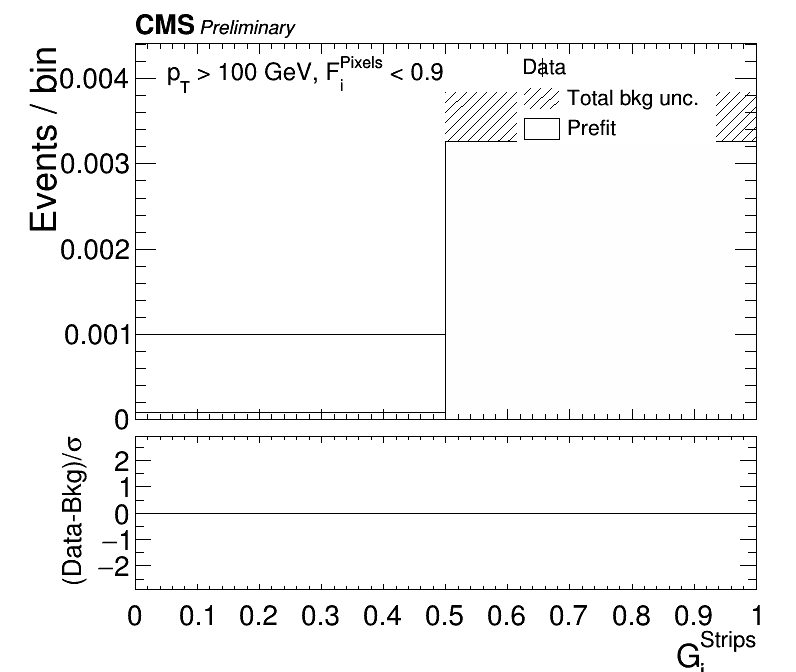 CMS Preliminary
Events / bin
p_T > 100 GeV, F_i^Pixels < 0.9
Data
Total bkg unc.
Prefit
0.004
0.003
0.002
0.001
0
(Data-Bkg)/σ
2
1
0
−1
−2
0 0.1 0.2 0.3 0.4 0.5 0.6 0.7 0.8 0.9 1
G_i^Strips